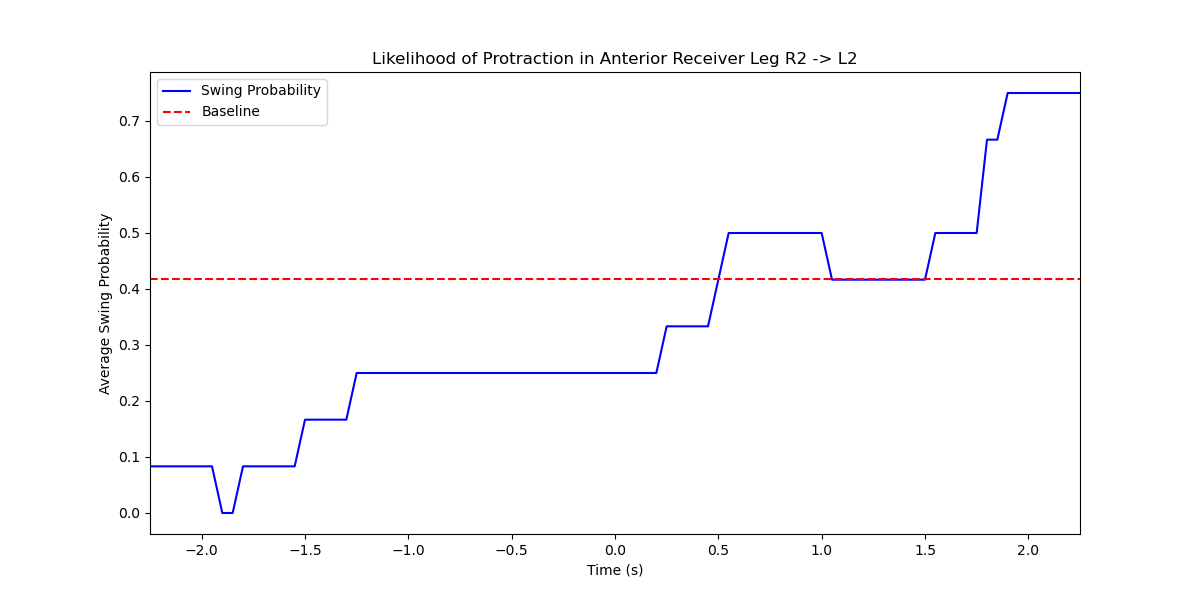 Likelihood of Protraction in Anterior Receiver Leg R2 -> L2
Swing Probability
Baseline
Average Swing Probability
0.7
0.6
0.5
0.4
0.3
0.2
0.1
0.0
−2.0 −1.5 −1.0 −0.5 0.0 0.5 1.0 1.5 2.0
Time (s)